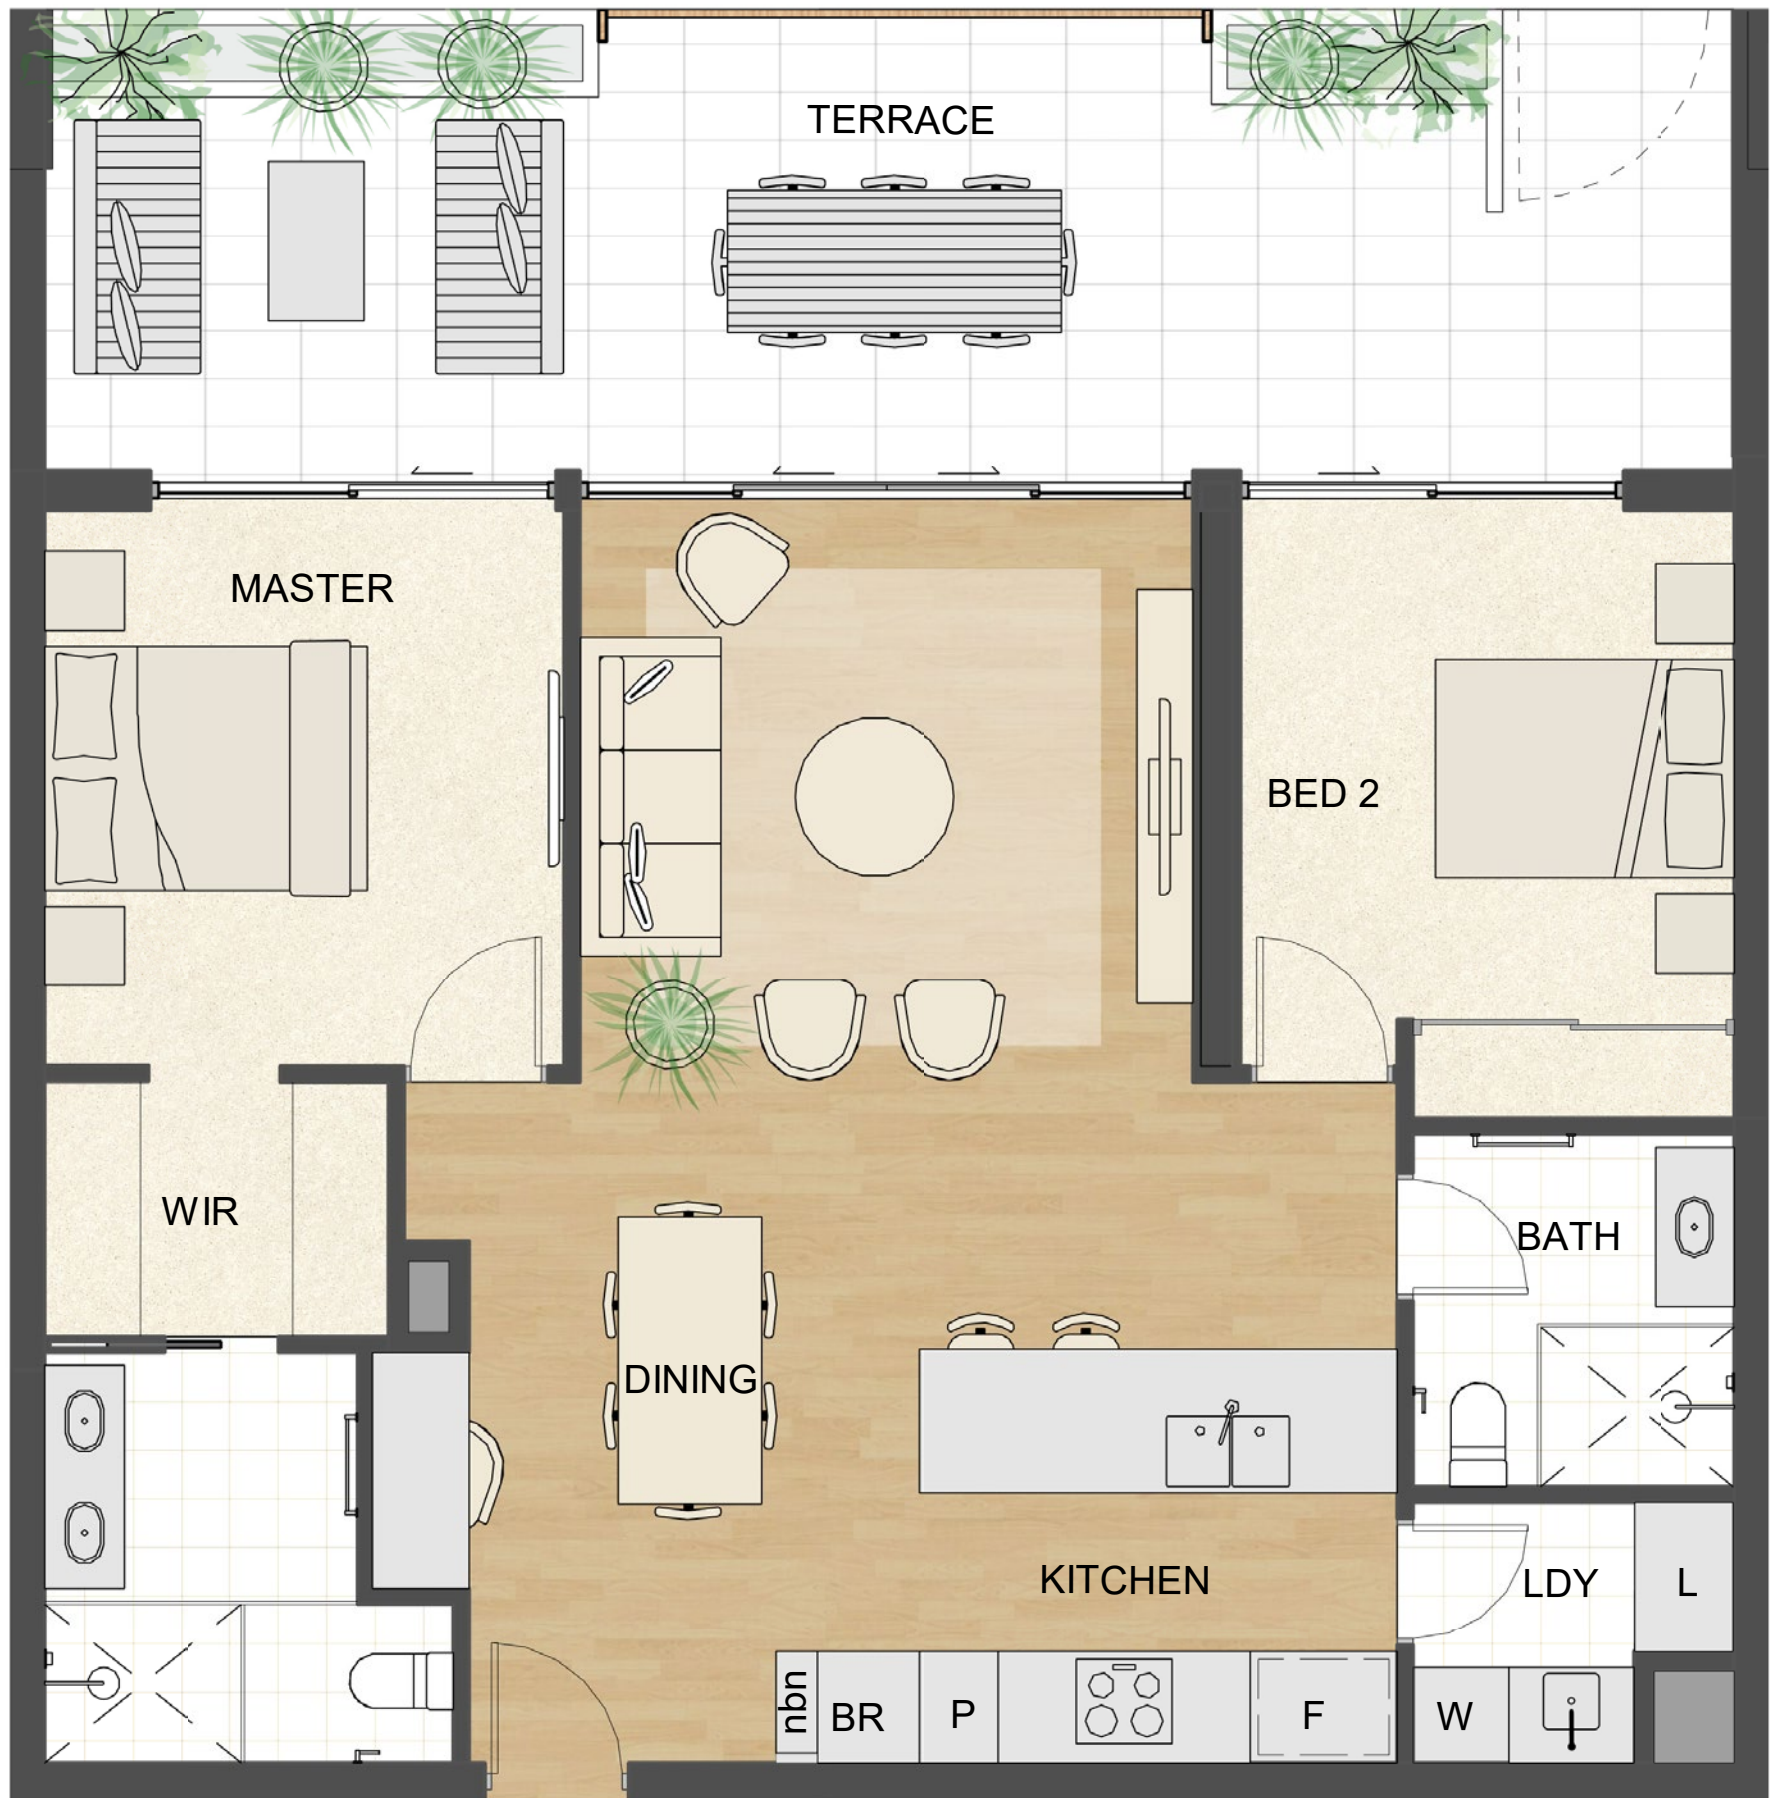 TERRACE
MASTER
BED 2
WIR
BATH
DINING
KITCHEN
LDY
L
nbn
BR
P
F
W